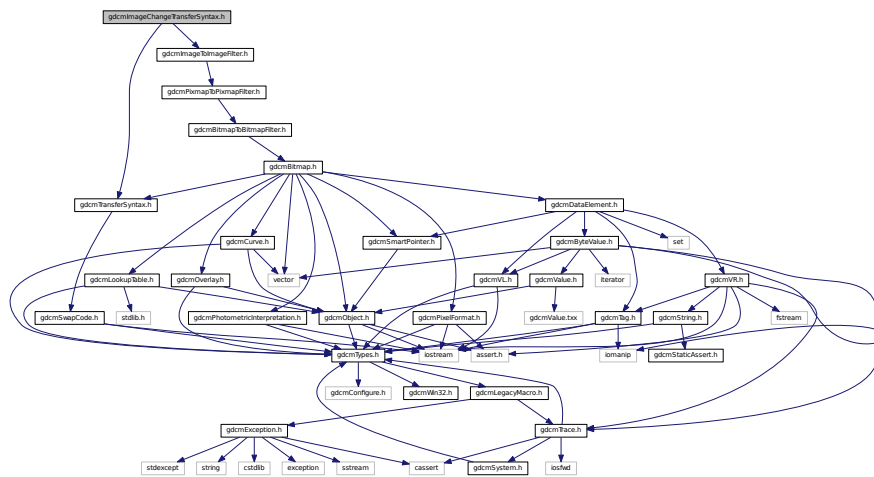 gdcmImageChangeTransferSyntax.h
gdcmImageToImageFilter.h
gdcmPixmapToPixmapFilter.h
gdcmBitmapToBitmapFilter.h
gdcmBitmap.h
gdcmTransferSyntax.h
gdcmDataElement.h
gdcmCurve.h
gdcmSmartPointer.h
gdcmByteValue.h
set
gdcmLookupTable.h
gdcmOverlay.h
vector
gdcmVL.h
gdcmValue.h
iterator
gdcmVR.h
gdcmSwapCode.h
stdlib.h
gdcmPhotometricInterpretation.h
gdcmObject.h
gdcmPixelFormat.h
gdcmValue.txx
gdcmTag.h
gdcmString.h
fstream
gdcmTypes.h
iostream
assert.h
iomanip
gdcmStaticAssert.h
gdcmConfigure.h
gdcmWin32.h
gdcmLegacyMacro.h
gdcmException.h
gdcmTrace.h
stdexcept
string
cstdlib
exception
sstream
cassert
gdcmSystem.h
iosfwd